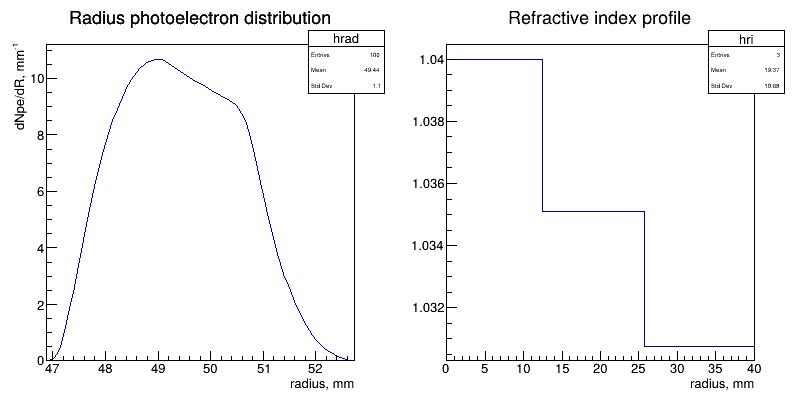 Radius photoelectron distribution
hrad
Entries 100
Mean 49.44
Std Dev 1.1
dNpe/dR, mm⁻¹
10
8
6
4
2
0
47 48 49 50 51 52
radius, mm
Refractive index profile
hri
Entries 3
Mean 19.37
Std Dev 10.88
1.04
1.038
1.036
1.034
1.032
0 5 10 15 20 25 30 35 40
radius, mm